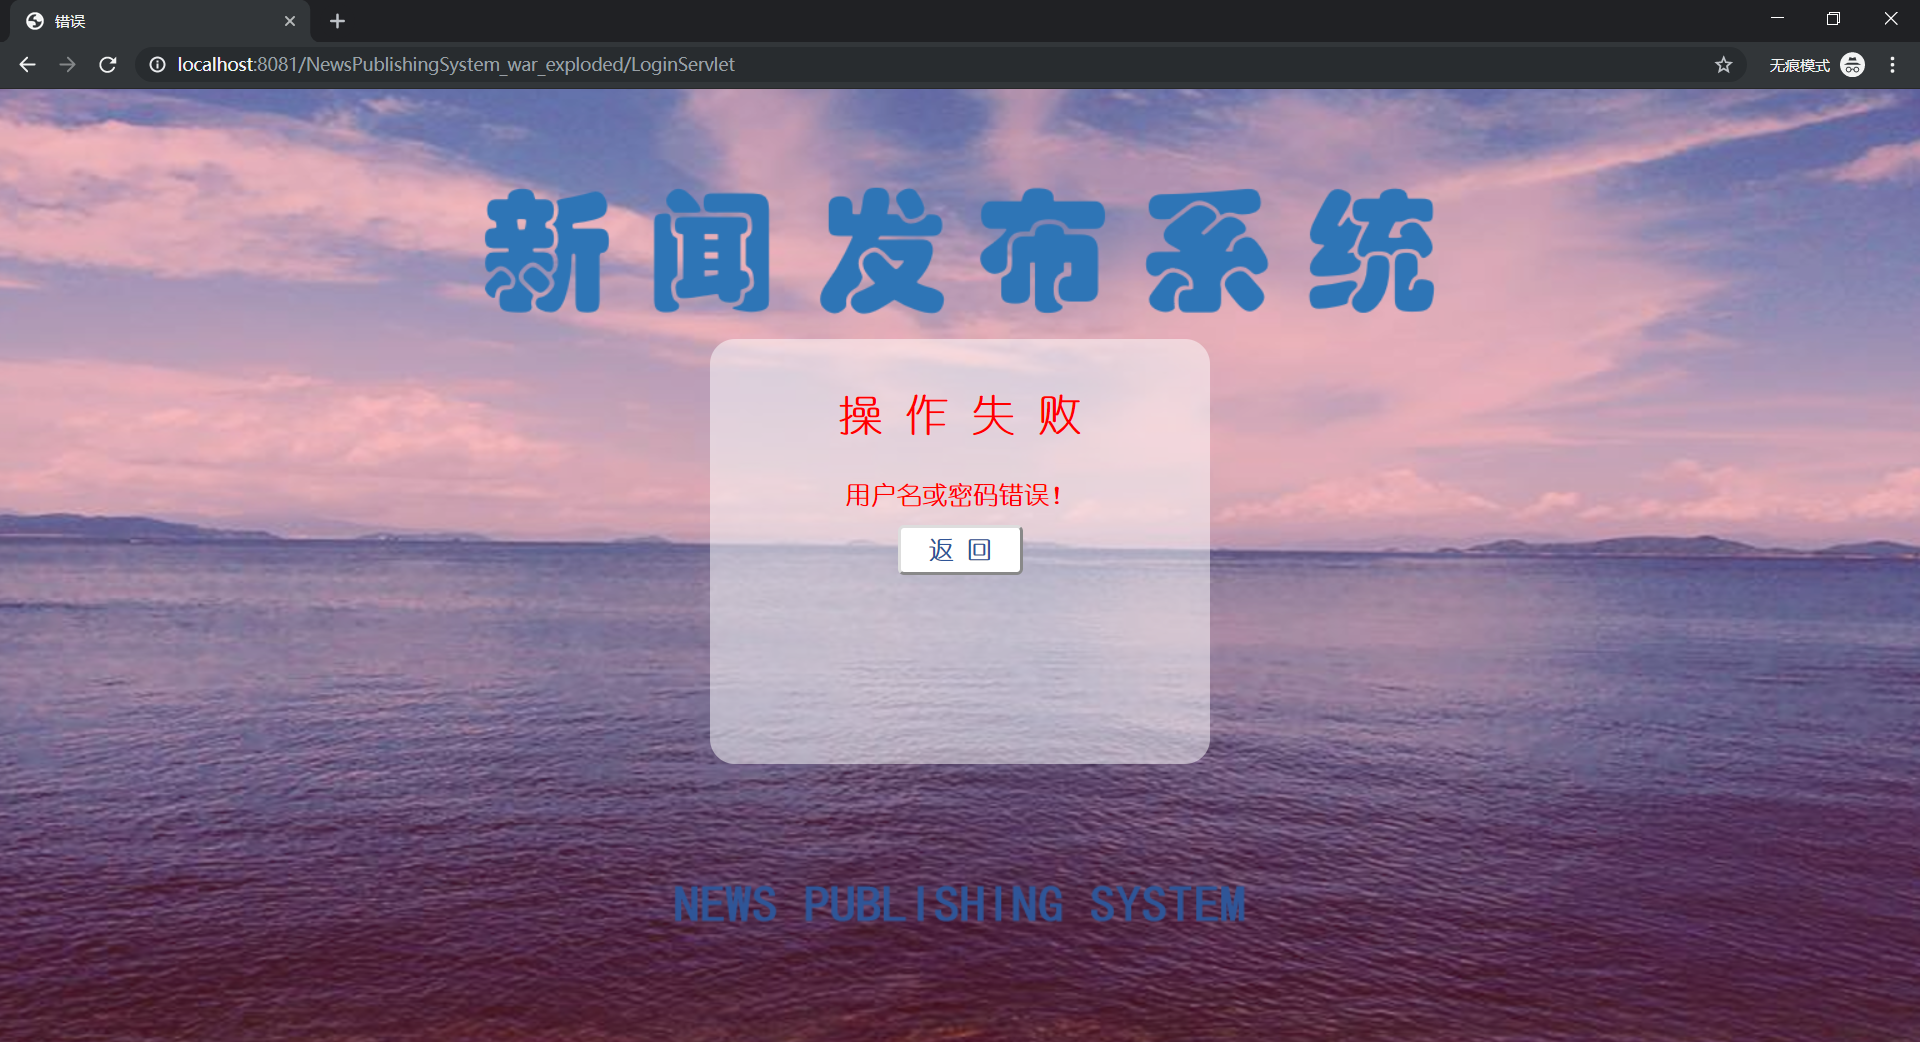 错误
localhost:8081/NewsPublishingSystem_war_exploded/LoginServlet
无痕模式
新闻发布系统
操作失败
用户名或密码错误！
返回
NEWS PUBLISHING SYSTEM